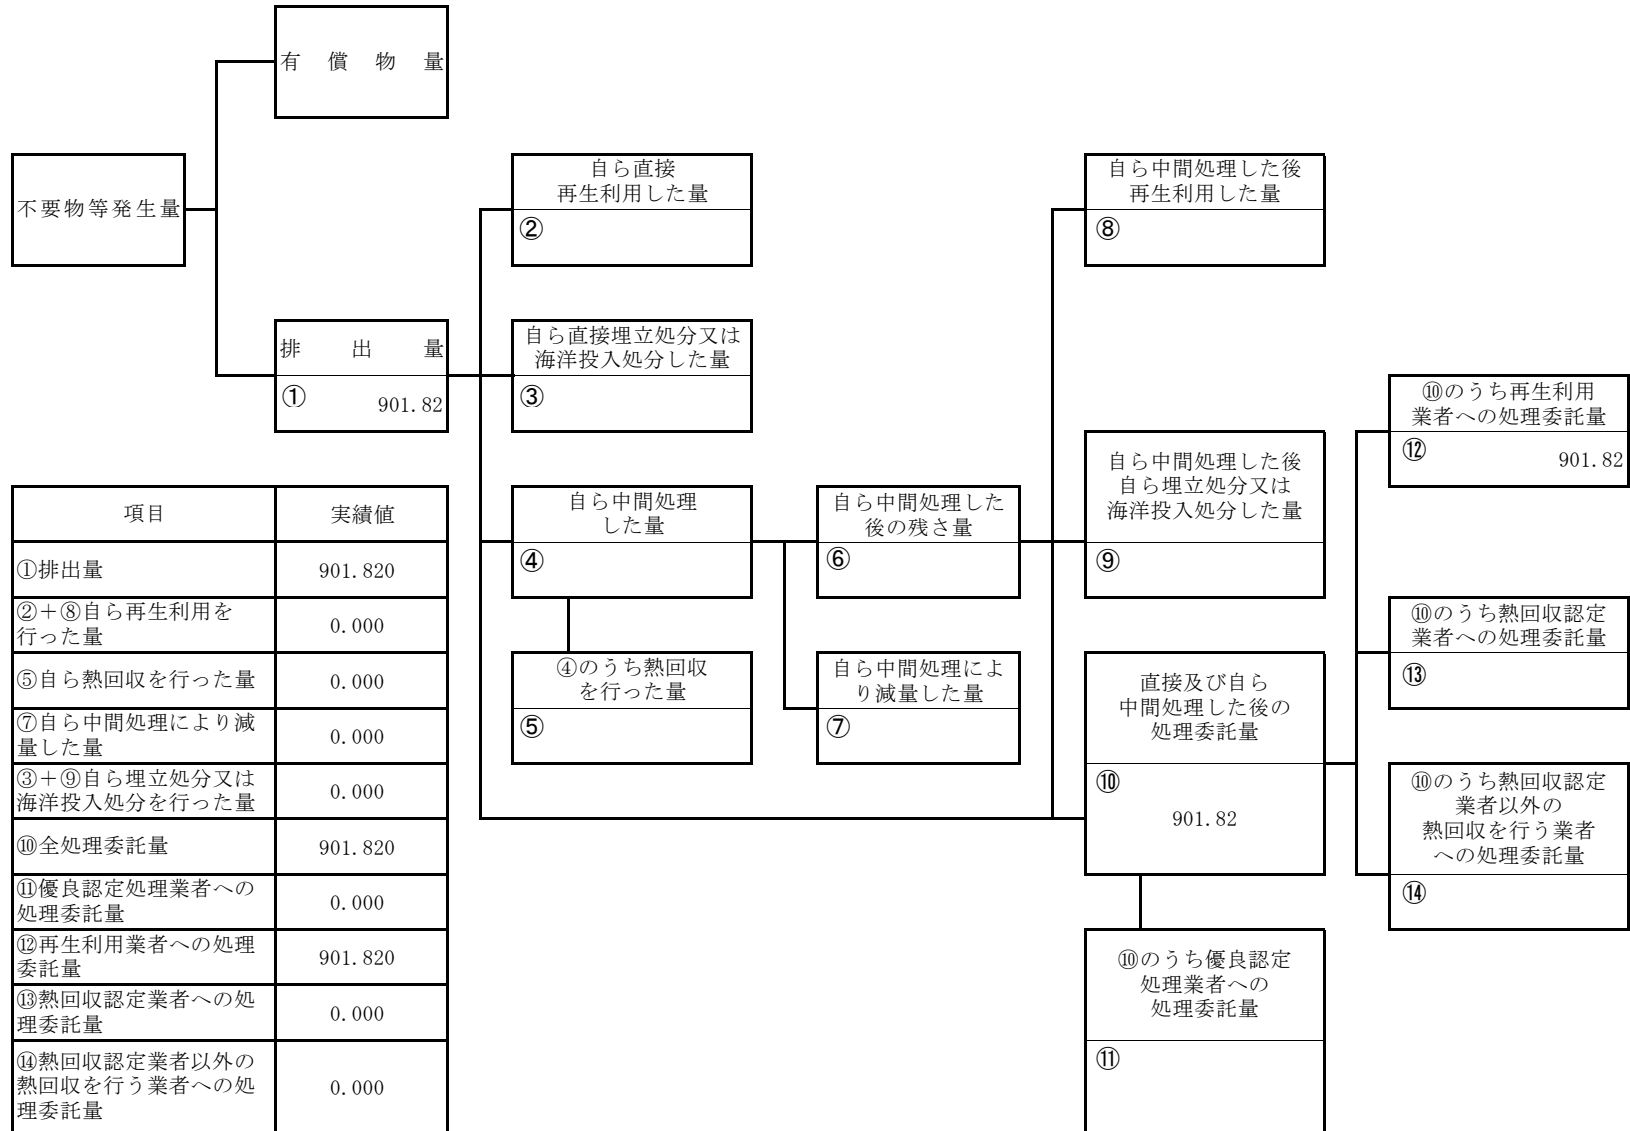 有償物量
不要物等発生量
排出量
① 901.82
自ら直接
再生利用した量
②
自ら直接埋立処分又は
海洋投入処分した量
③
自ら中間処理
した量
④
④のうち熱回収
を行った量
⑤
自ら中間処理した
後の残さ量
⑥
自ら中間処理によ
り減量した量
⑦
自ら中間処理した後
再生利用した量
⑧
自ら中間処理した後
自ら埋立処分又は
海洋投入処分した量
⑨
直接及び自ら
中間処理した後の
処理委託量
⑩
901.82
⑩のうち優良認定
処理業者への
処理委託量
⑪
⑩のうち再生利用
業者への処理委託量
⑫ 901.82
⑩のうち熱回収認定
業者への処理委託量
⑬
⑩のうち熱回収認定
業者以外の
熱回収を行う業者
への処理委託量
⑭
項目 実績値
①排出量 901.820
②+⑧自ら再生利用を
行った量 0.000
⑤自ら熱回収を行った量 0.000
⑦自ら中間処理により減
量した量 0.000
③+⑨自ら埋立処分又は
海洋投入処分を行った量 0.000
⑩全処理委託量 901.820
⑪優良認定処理業者への
処理委託量 0.000
⑫再生利用業者への処理
委託量 901.820
⑬熱回収認定業者への処
理委託量 0.000
⑭熱回収認定業者以外の
熱回収を行う業者への処
理委託量 0.000